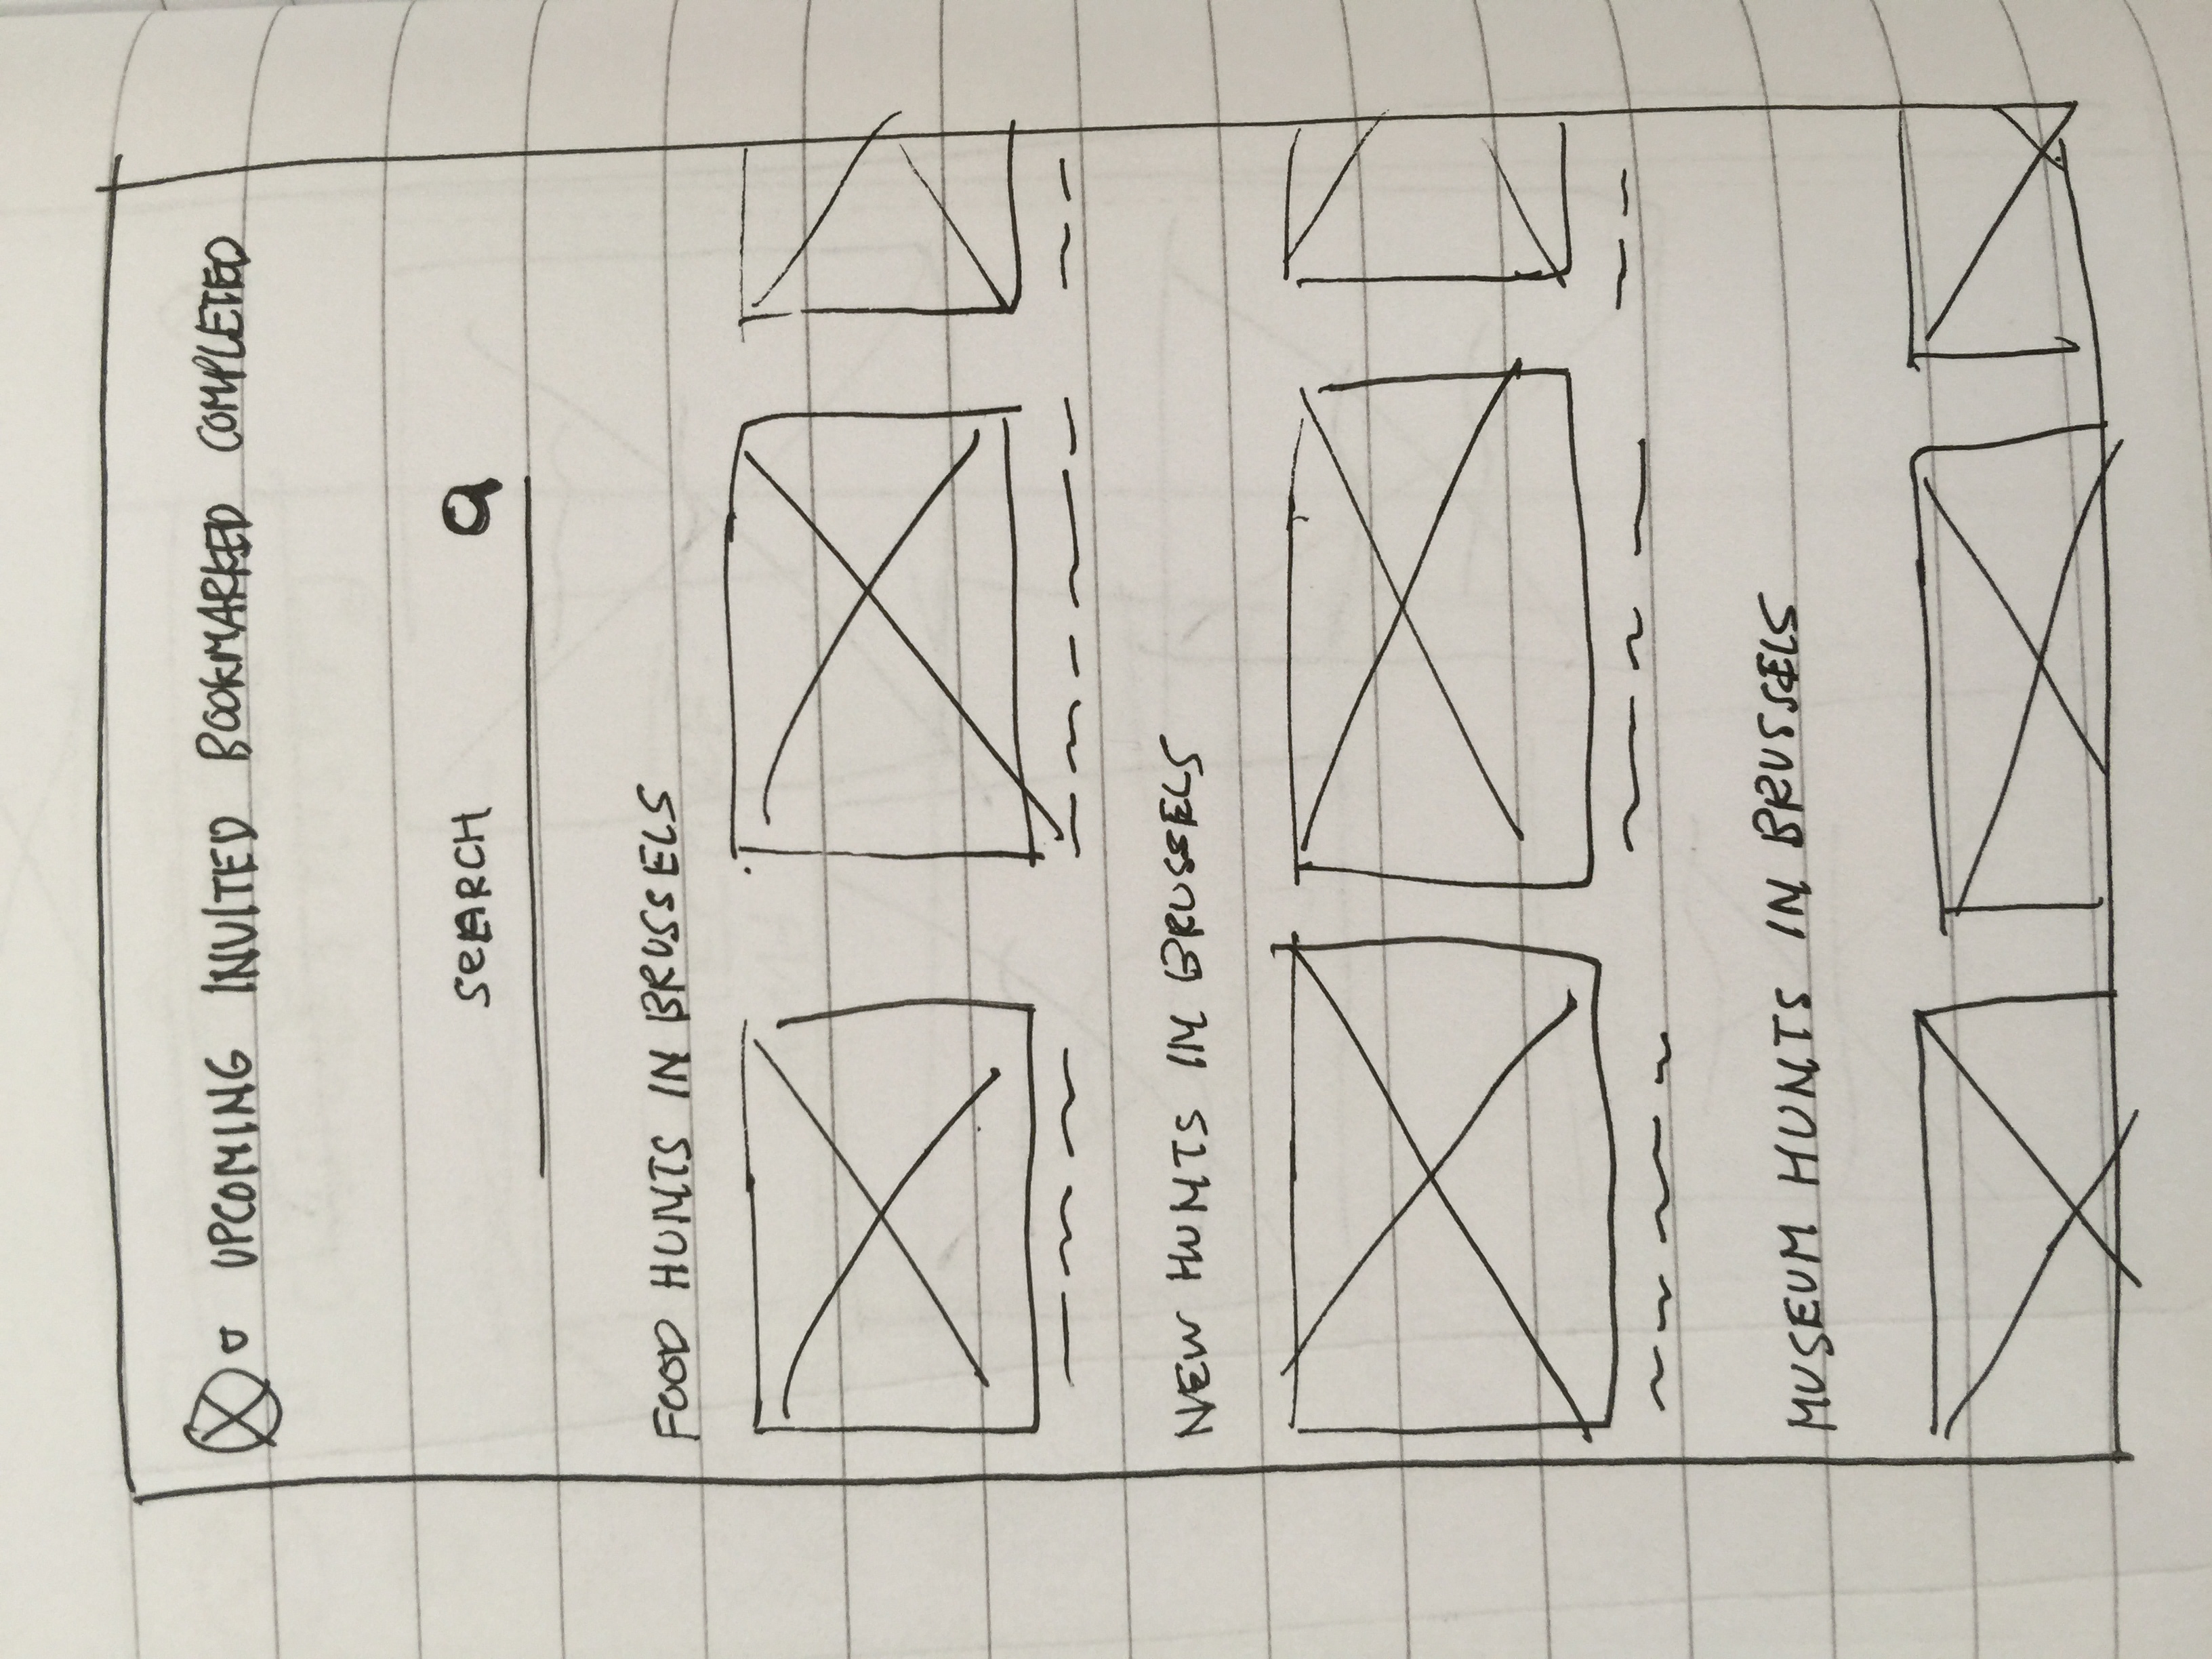 UPCOMING INVITED BOOKMARKED COMPLETED
SEARCH
FOOD HUNTS IN BRUSSELS
NEW HUNTS IN BRUSSELS
MUSEUM HUNTS IN BRUSSELS